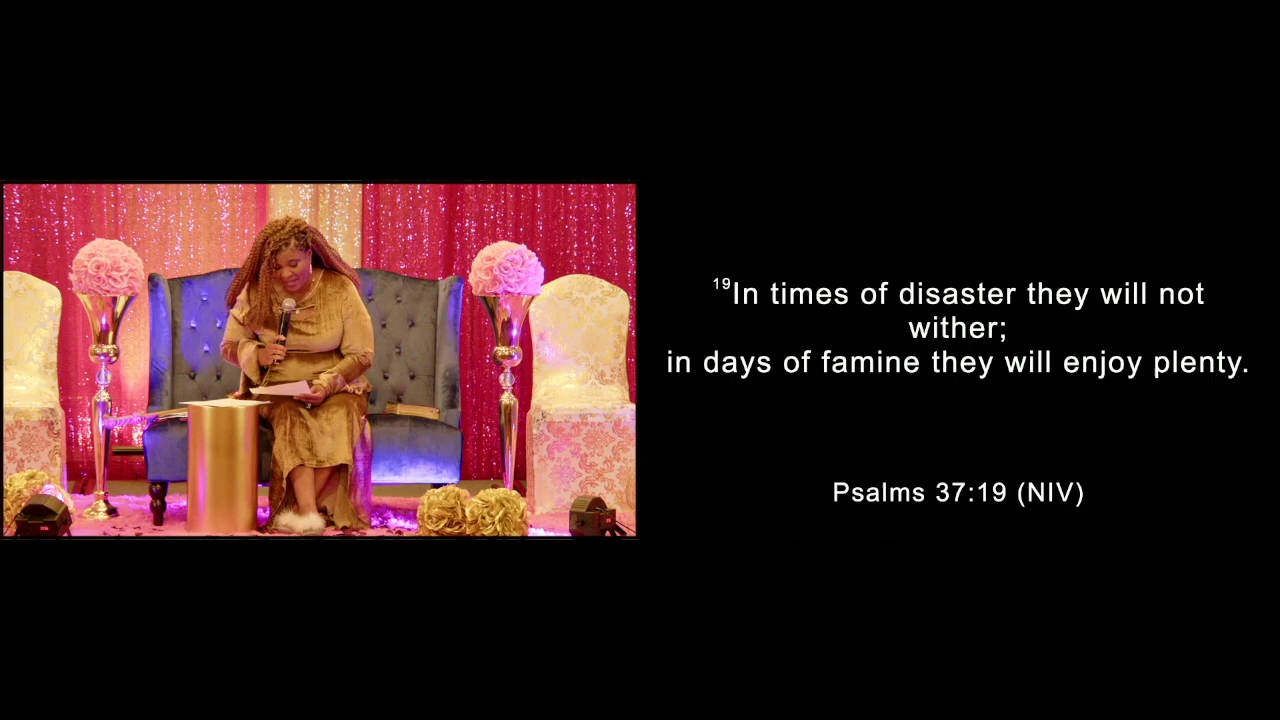 19In times of disaster they will not
wither;
in days of famine they will enjoy plenty.
Psalms 37:19 (NIV)